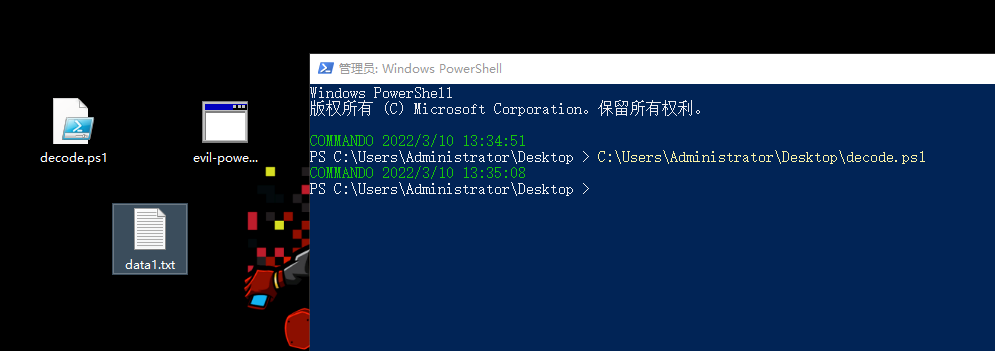 decode.ps1
evil-powe...
data1.txt
管理员: Windows PowerShell
Windows PowerShell
版权所有 (C) Microsoft Corporation。保留所有权利。
COMMANDO 2022/3/10 13:34:51
PS C:\Users\Administrator\Desktop > C:\Users\Administrator\Desktop\decode.ps1
COMMANDO 2022/3/10 13:35:08
PS C:\Users\Administrator\Desktop >